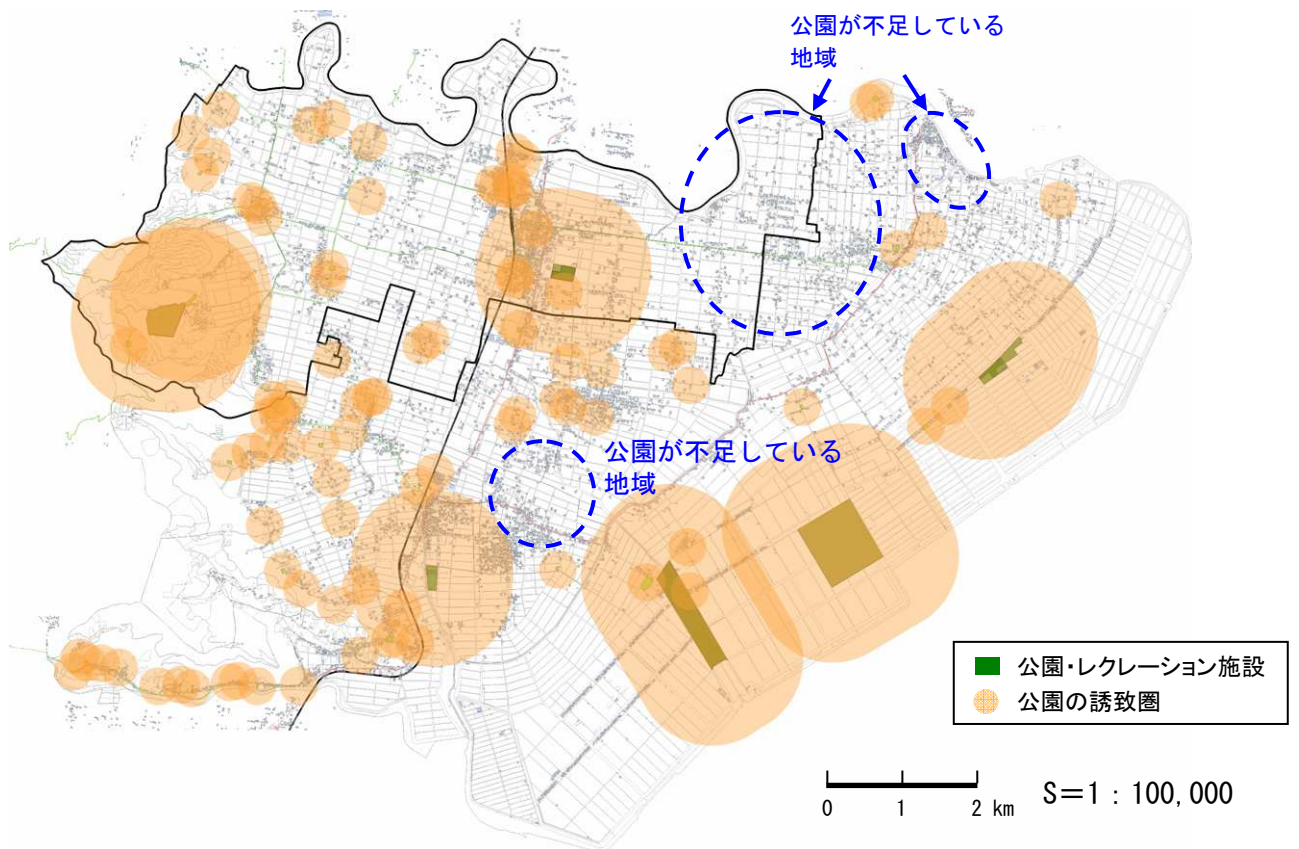 公園が不足している
地域
公園が不足している
地域
公園・レクレーション施設
公園の誘致圏
0 1 2 km
S=1：100,000